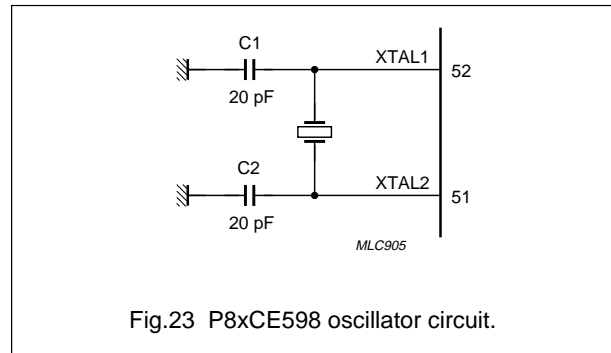 C1
XTAL1
52
20 pF
C2
XTAL2
51
20 pF
MLC905
Fig.23 P8xCE598 oscillator circuit.